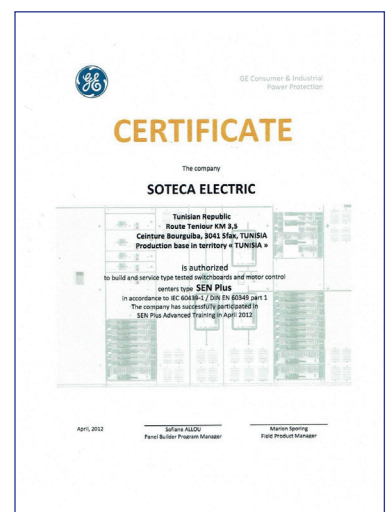 GE Consumer & Industrial
Power Protection
CERTIFICATE
The company
SOTECA ELECTRIC
Tunisian Republic
Route Teniour KM 3,5
Ceinture Bourguiba, 3041 Sfax, TUNISIA
Production base in territory « TUNISIA »
is authorized
to build and service type tested switchboards and motor control
centers type SEN Plus
in accordance to IEC 60439-1 / DIN EN 60349 part 1
The company has successfully participated in
SEN Plus Advanced Training in April 2012
April, 2012
Sofiane ALLOU
Panel Builder Program Manager
Marion Sporing
Field Product Manager